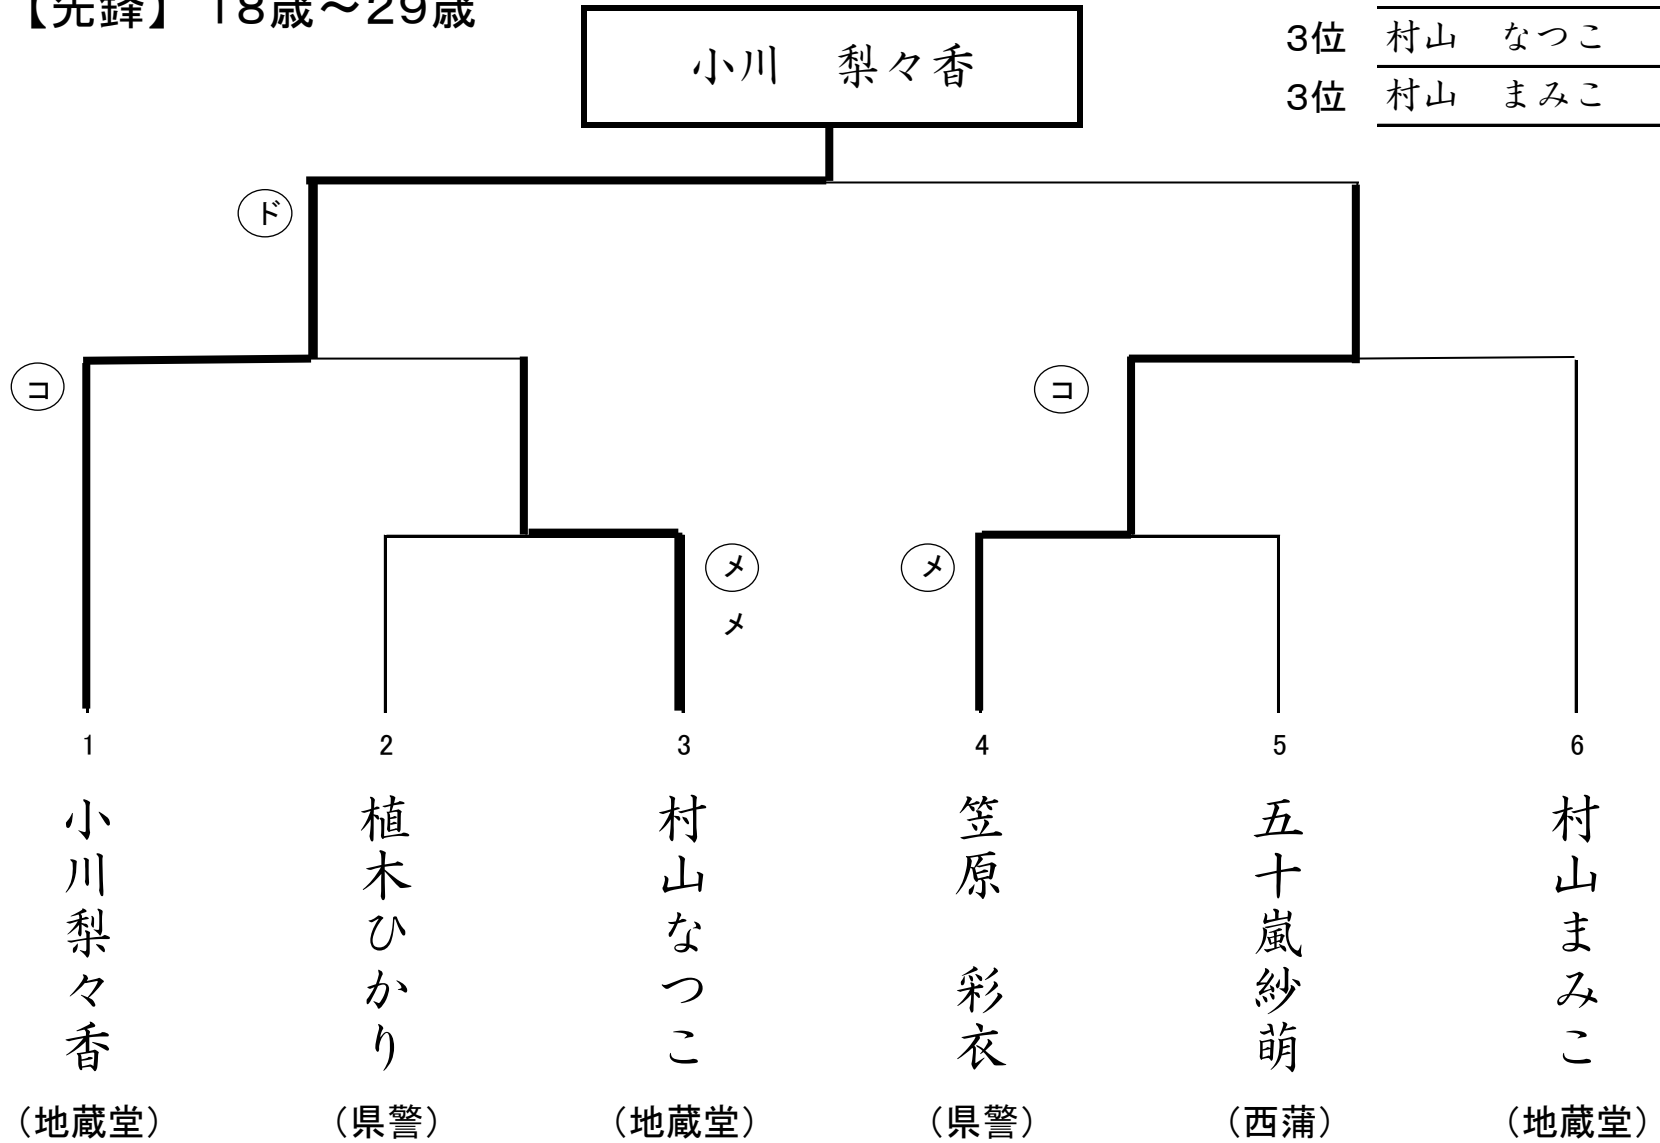 【先鋒】 18歳～29歳
小川　梨々香
3位 村山　なつこ
3位 村山　まみこ
ド
コ
コ
メ
メ
メ
1
2
3
4
5
6
小川梨々香
植木ひかり
村山なつこ
笠原　彩衣
五十嵐紗萌
村山まみこ
（地蔵堂）
（県警）
（地蔵堂）
（県警）
（西蒲）
（地蔵堂）